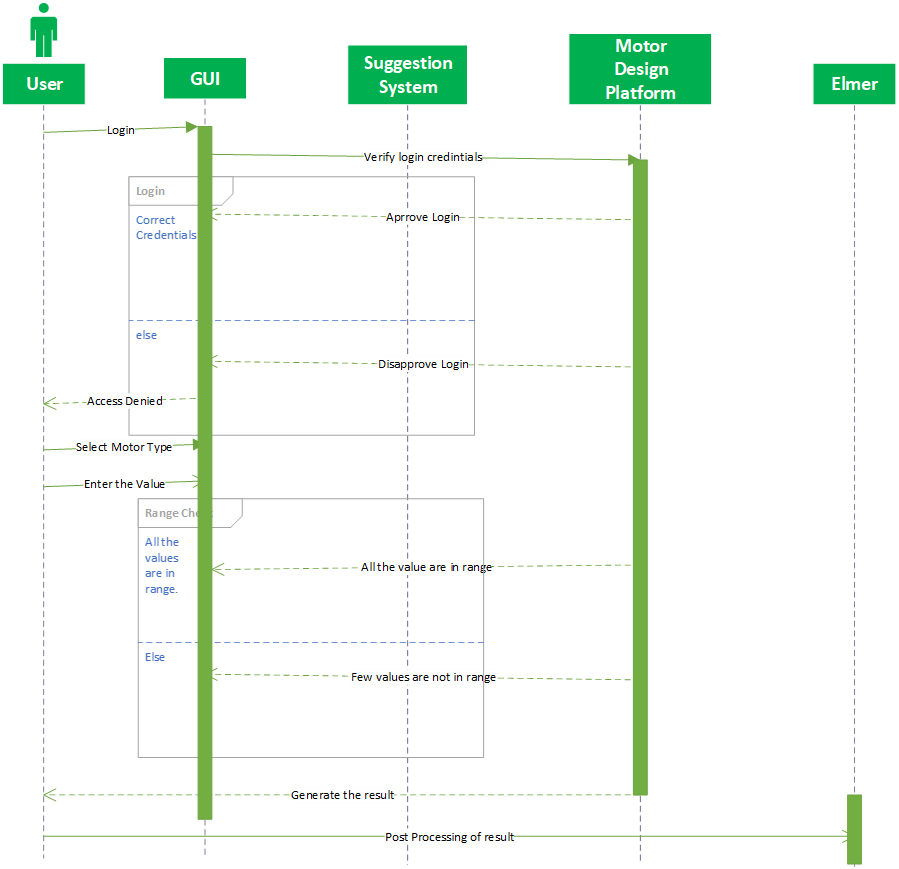 User
GUI
Suggestion
System
Motor
Design
Platform
Elmer
Login
Verify login credintials
Login
Correct
Credentials
Aprrove Login
else
Disapprove Login
Access Denied
Select Motor Type
Enter the Value
Range Che
All the
values
are in
range.
All the value are in range
Else
Few values are not in range
Generate the result
Post Processing of result